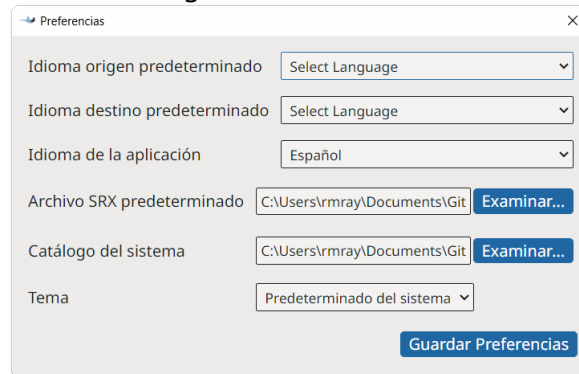 Preferencias
Idioma origen predeterminado Select Language
Idioma destino predeterminado Select Language
Idioma de la aplicación Español
Archivo SRX predeterminado C:\Users\rmray\Documents\Git Examinar...
Catálogo del sistema C:\Users\rmray\Documents\Git Examinar...
Tema Predeterminado del sistema
Guardar Preferencias